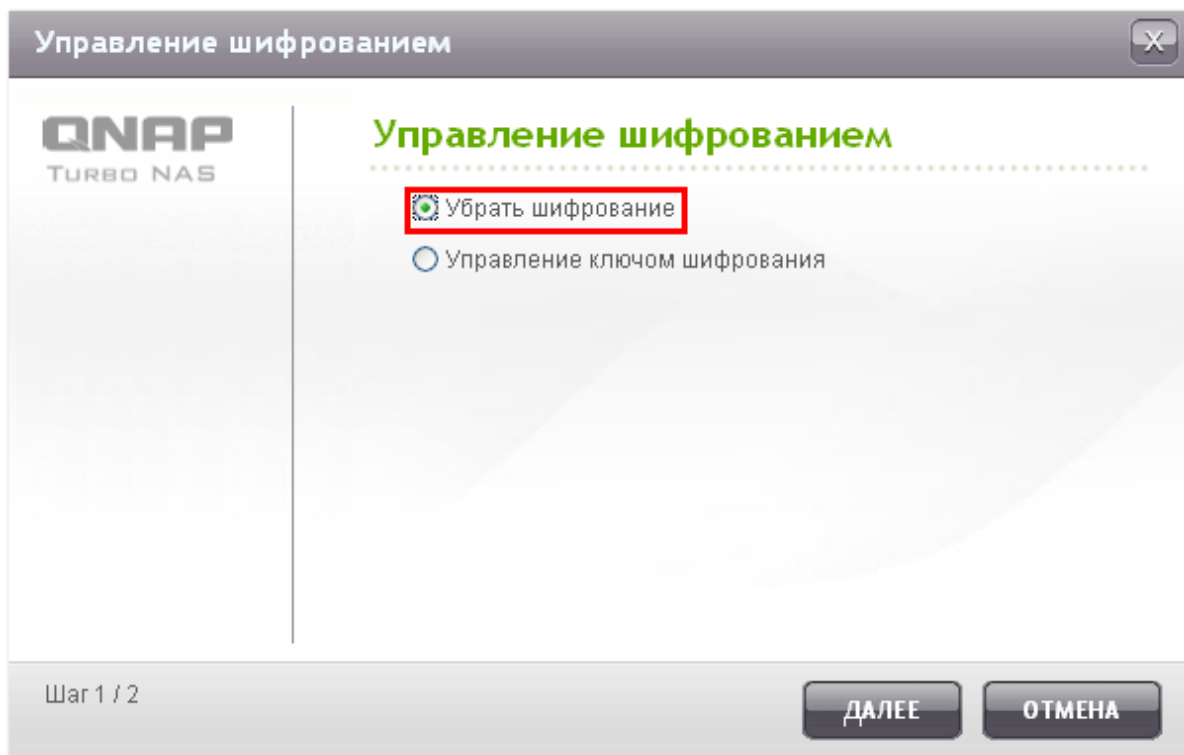 Управление шифрованием
X
QNAP
TURBO NAS
Управление шифрованием
Убрать шифрование
Управление ключом шифрования
Шаг 1 / 2
ДАЛЕЕ
ОТМЕНА